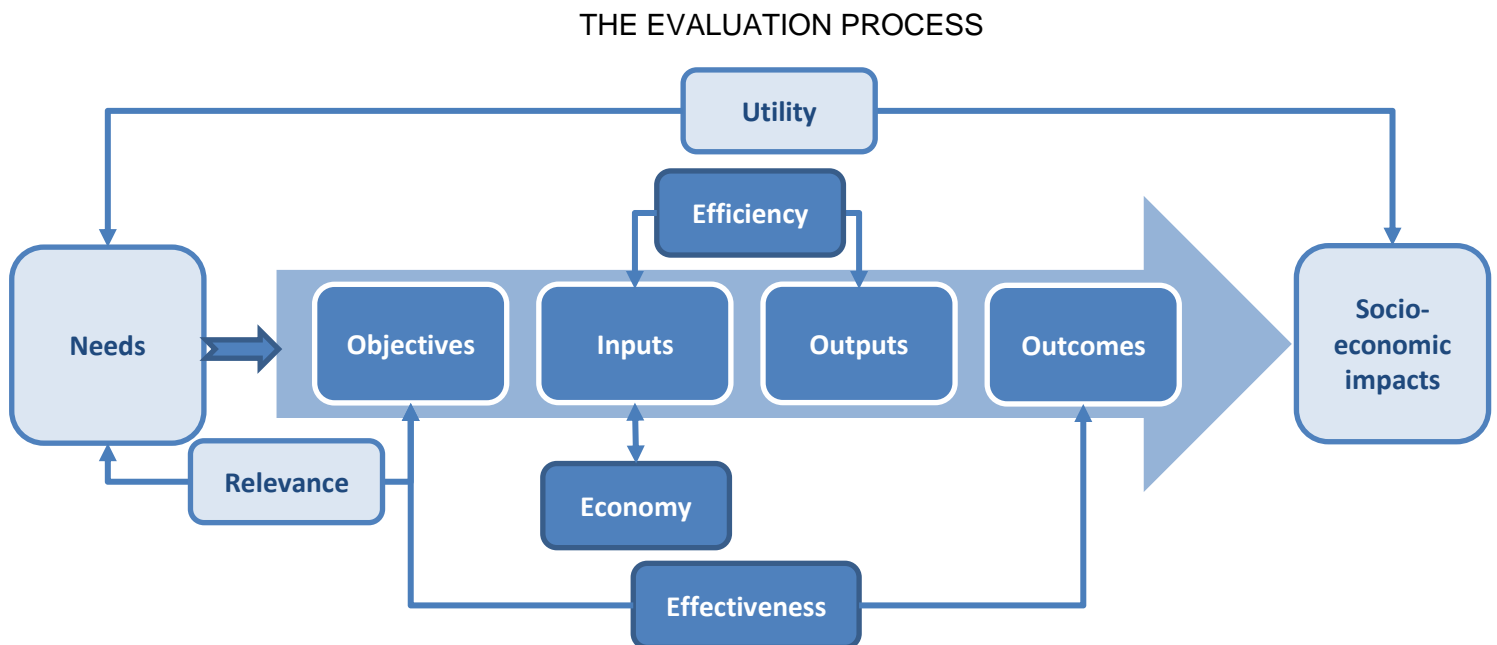 THE EVALUATION PROCESS
Utility
Efficiency
Needs
Objectives
Inputs
Outputs
Outcomes
Socio-
economic
impacts
Relevance
Economy
Effectiveness